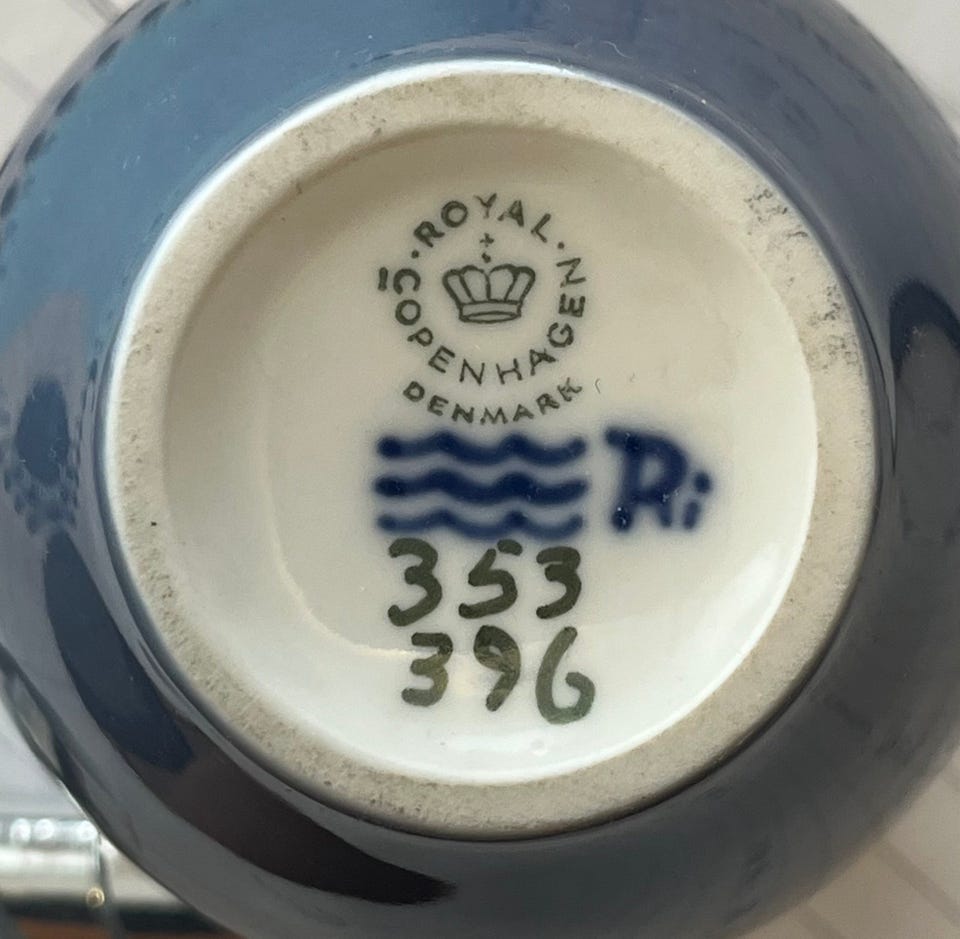 ROYAL
COPENHAGEN
DENMARK
Ri
353
396